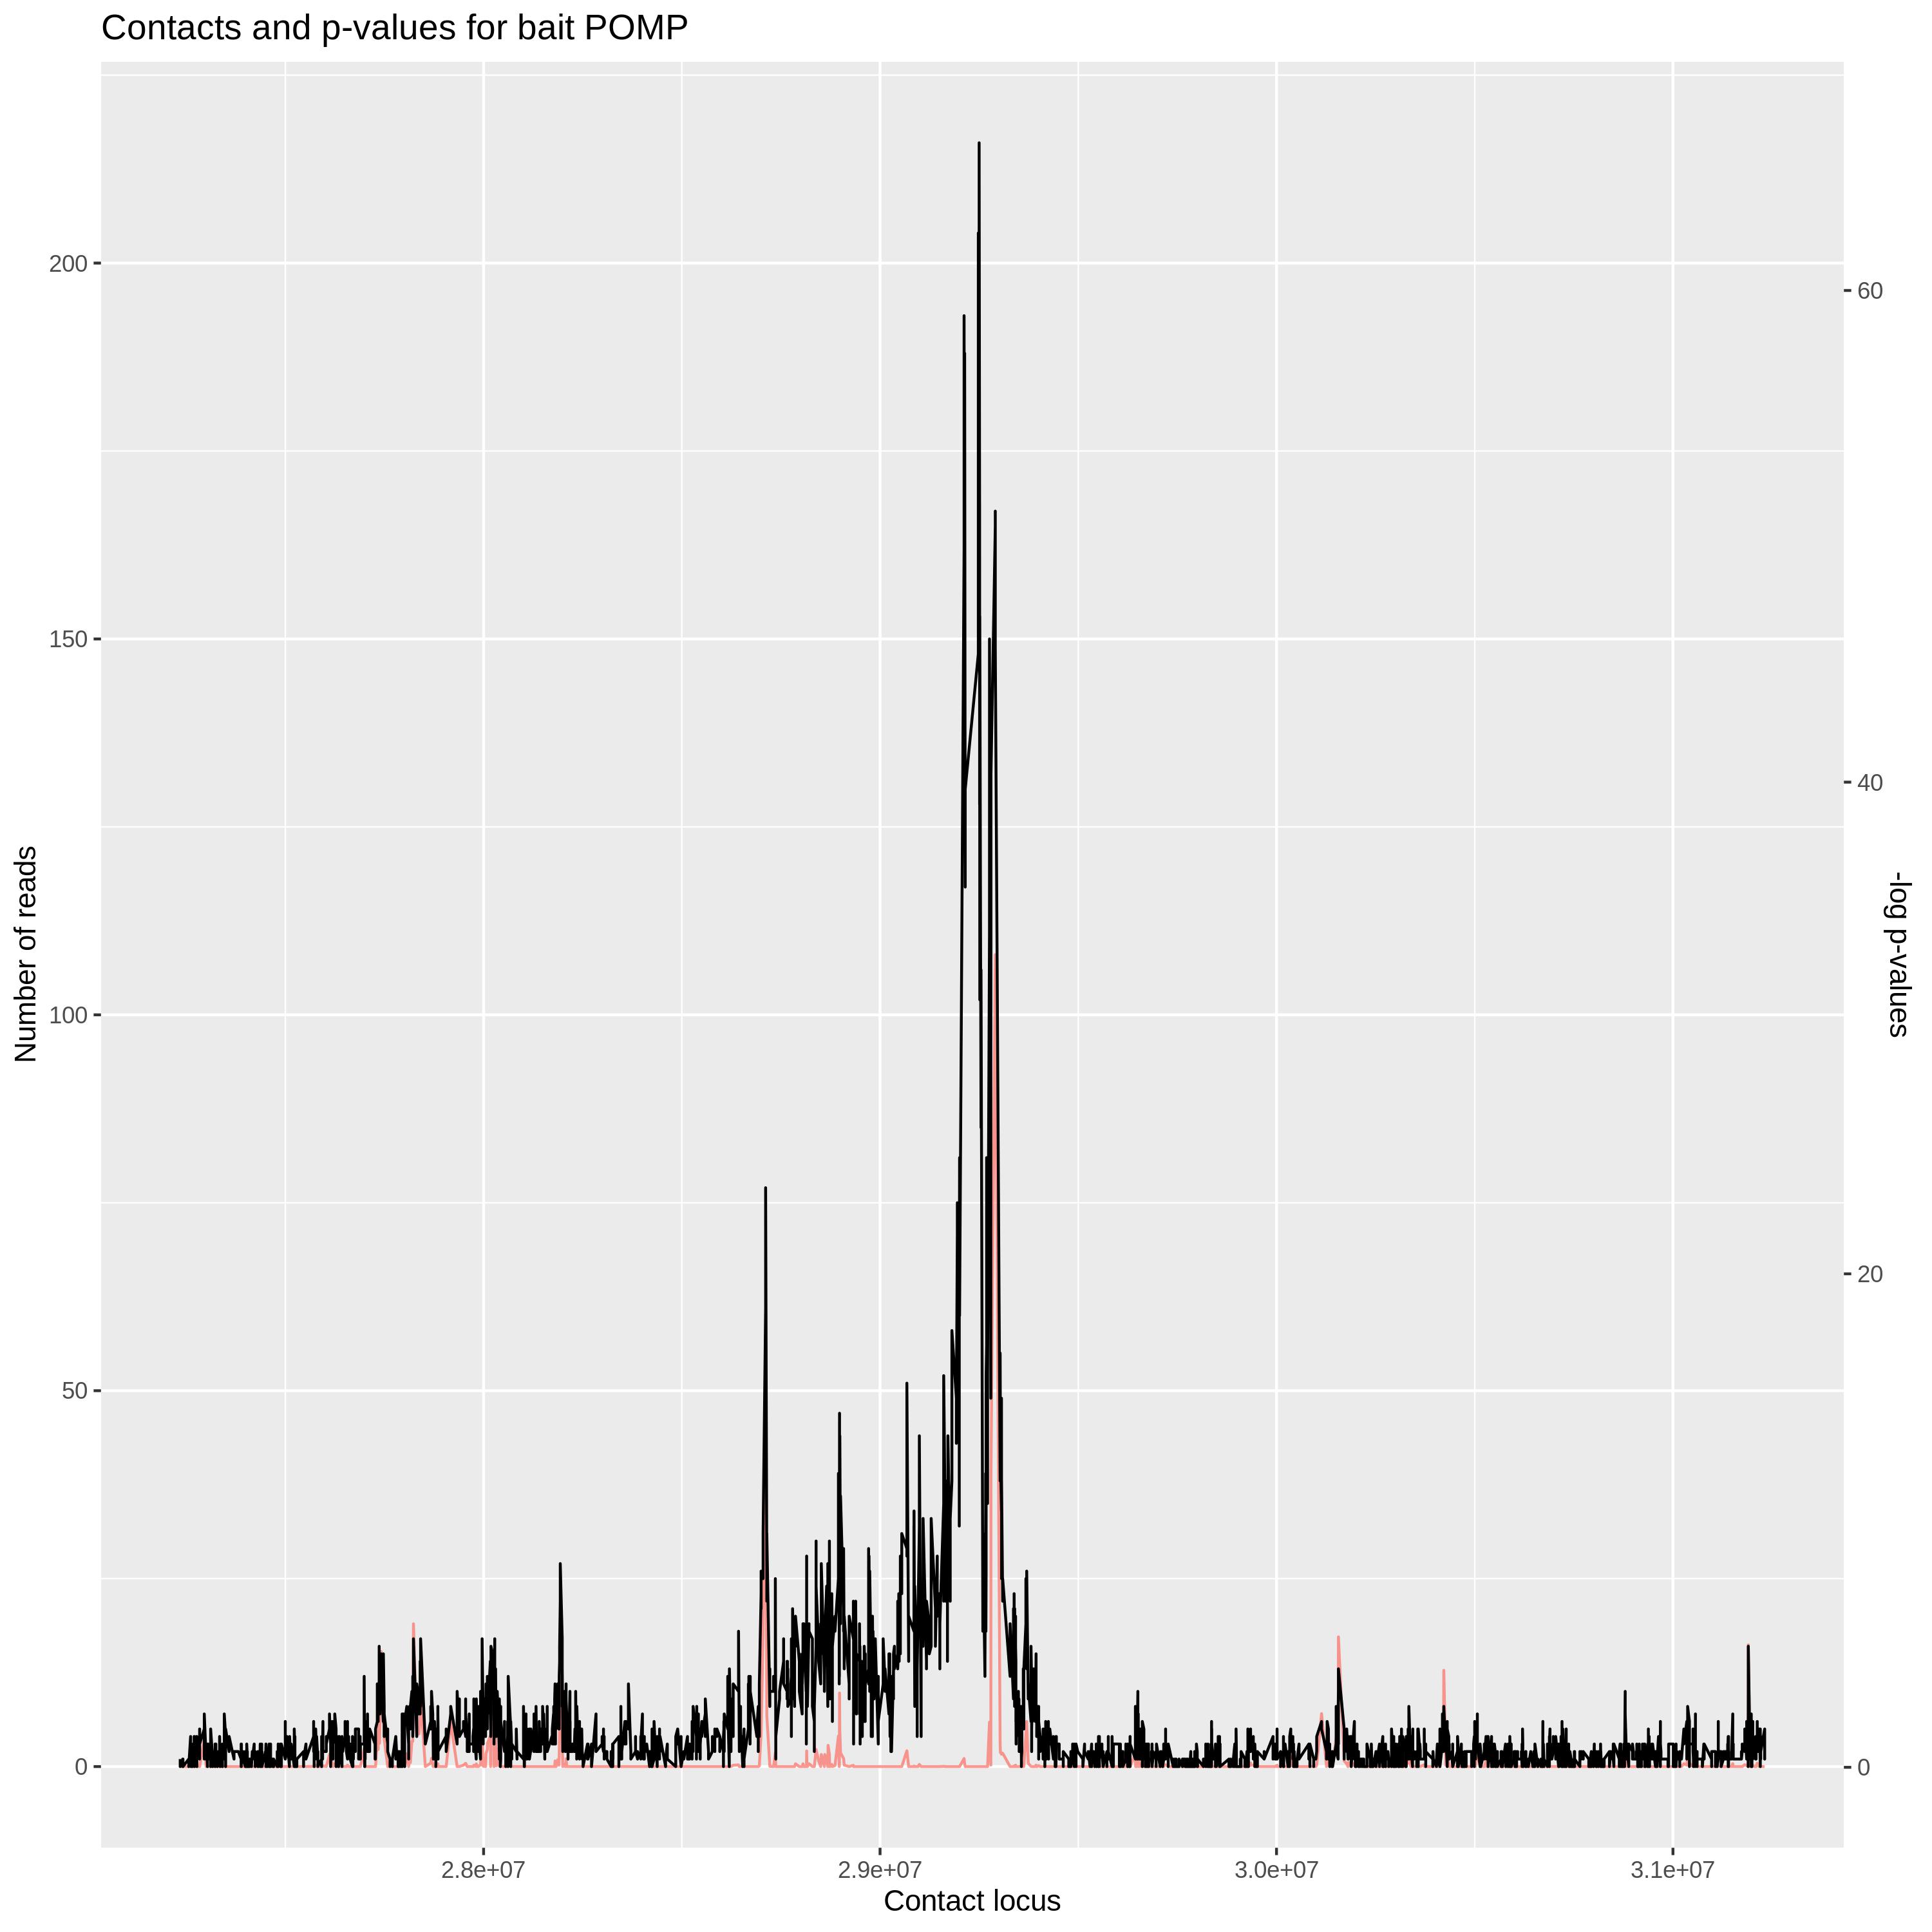 Contacts and p-values for bait POMP
200
150
100
50
0
Number of reads
60
40
20
0
-log p-values
2.8e+07
2.9e+07
3.0e+07
3.1e+07
Contact locus